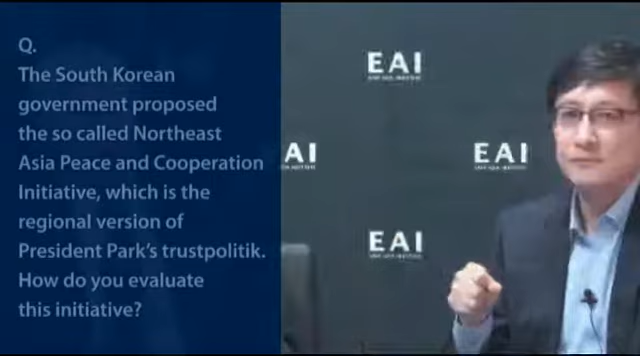 Q.
The South Korean
government proposed
the so called Northeast
Asia Peace and Cooperation
Initiative, which is the
regional version of
President Park's trustpolitik.
How do you evaluate
this initiative?
EAI
AI
EAI
EAI